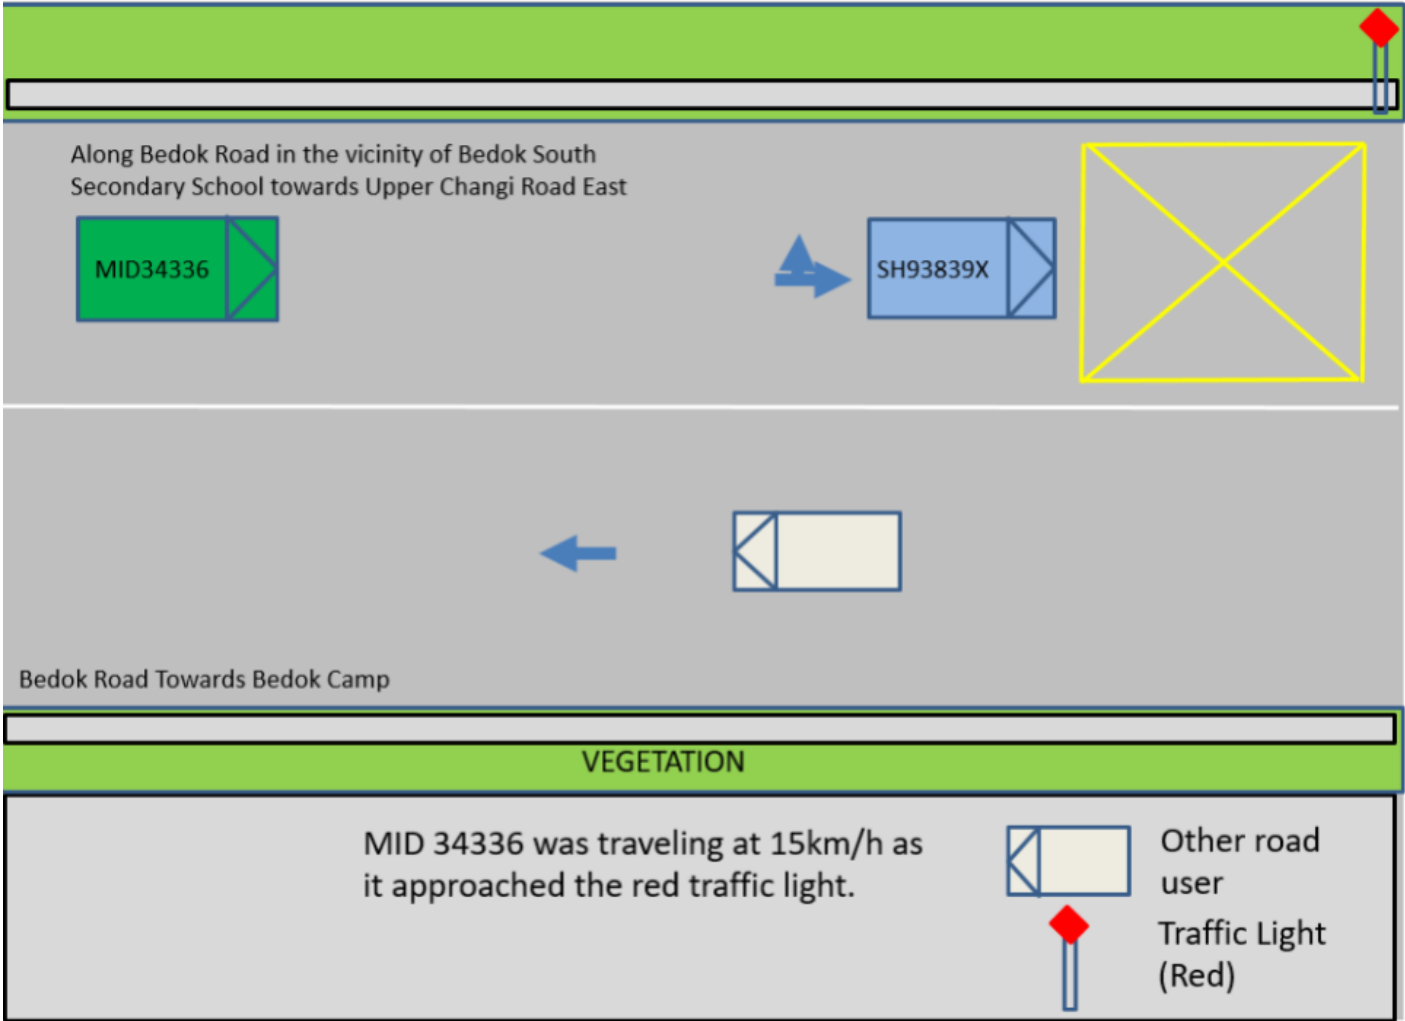 Along Bedok Road in the vicinity of Bedok South
Secondary School towards Upper Changi Road East
MID34336
SH93839X
Bedok Road Towards Bedok Camp
VEGETATION
MID 34336 was traveling at 15km/h as
it approached the red traffic light.
Other road
user
Traffic Light
(Red)